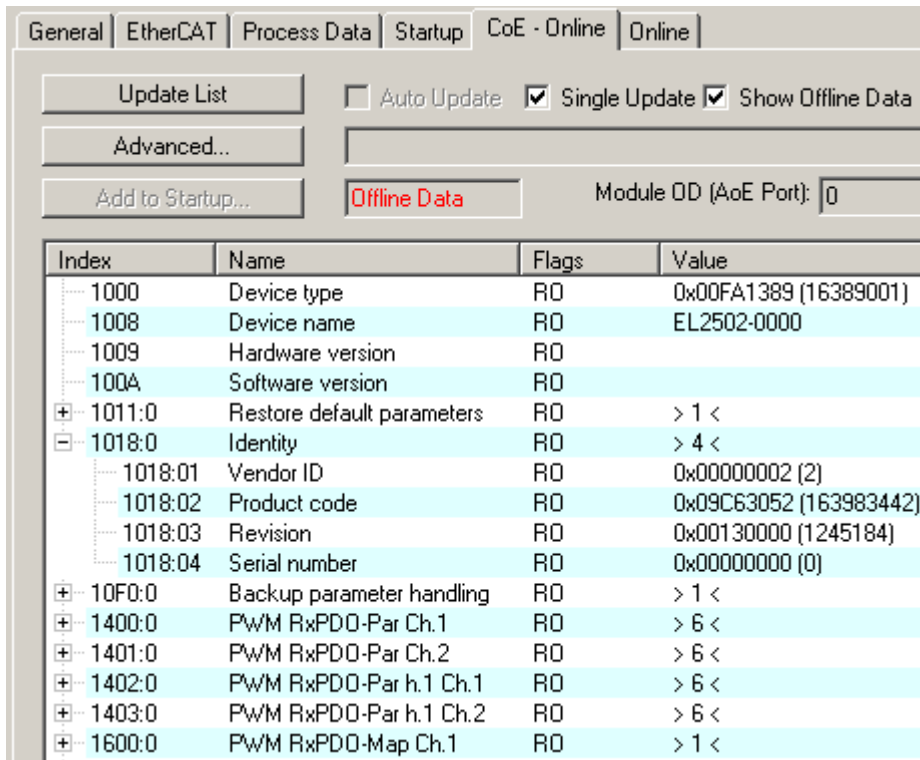 General EtherCAT Process Data Startup CoE - Online Online
Update List Auto Update Single Update Show Offline Data
Advanced...
Add to Startup... Offline Data Module OD (AoE Port): 0
Index Name Flags Value
1000 Device type RO 0x00FA1389 (16389001)
1008 Device name RO EL2502-0000
1009 Hardware version RO
100A Software version RO
1011:0 Restore default parameters RO > 1 <
1018:0 Identity RO > 4 <
1018:01 Vendor ID RO 0x00000002 (2)
1018:02 Product code RO 0x09C63052 (163983442)
1018:03 Revision RO 0x00130000 (1245184)
1018:04 Serial number RO 0x00000000 (0)
10F0:0 Backup parameter handling RO > 1 <
1400:0 PWM RxPDO-Par Ch.1 RO > 6 <
1401:0 PWM RxPDO-Par Ch.2 RO > 6 <
1402:0 PWM RxPDO-Par h.1 Ch.1 RO > 6 <
1403:0 PWM RxPDO-Par h.1 Ch.2 RO > 6 <
1600:0 PWM RxPDO-Map Ch.1 RO > 1 <